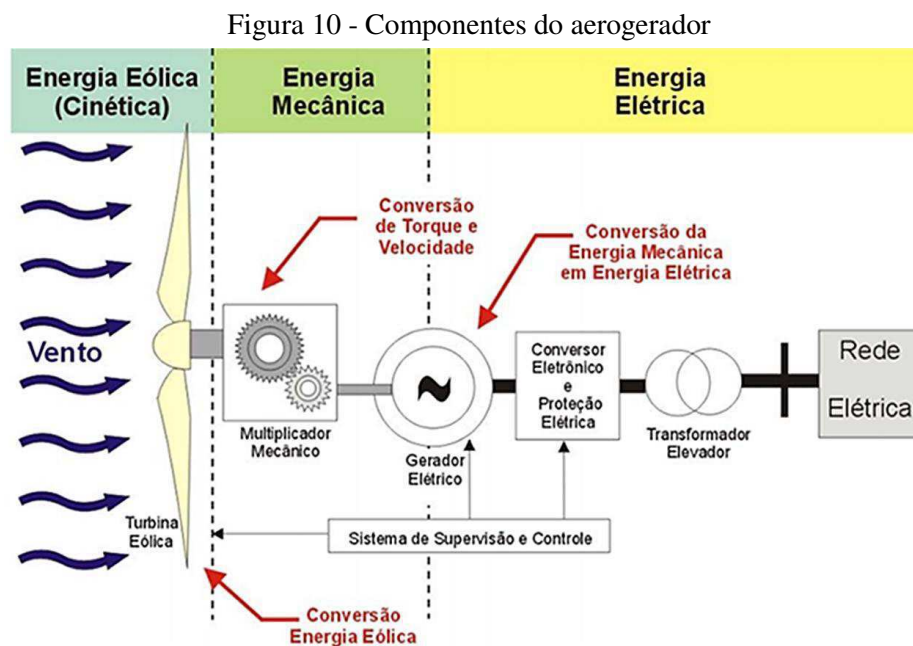 Figura 10 - Componentes do aerogerador
Energia Eólica
(Cinética)
Energia
Mecânica
Energia
Elétrica
Conversão
de Torque e
Velocidade
Conversão da
Energia Mecânica
em Energia Elétrica
Vento
Multiplicador
Mecânico
Gerador
Elétrico
Conversor
Eletrônico
e
Proteção
Elétrica
Transformador
Elevador
Rede
Elétrica
Turbina
Eólica
Sistema de Supervisão e Controle
Conversão
Energia Eólica